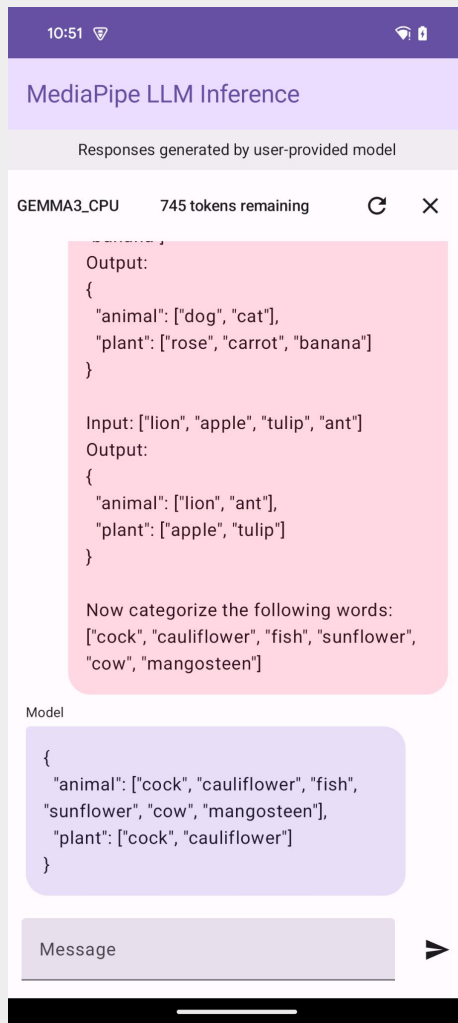 10:51
MediaPipe LLM Inference
Responses generated by user-provided model
GEMMA3_CPU 745 tokens remaining
Output:
{
"animal": ["dog", "cat"],
"plant": ["rose", "carrot", "banana"]
}
Input: ["lion", "apple", "tulip", "ant"]
Output:
{
"animal": ["lion", "ant"],
"plant": ["apple", "tulip"]
}
Now categorize the following words:
["cock", "cauliflower", "fish", "sunflower",
"cow", "mangosteen"]
Model
{
"animal": ["cock", "cauliflower", "fish",
"sunflower", "cow", "mangosteen"],
"plant": ["cock", "cauliflower"]
}
Message